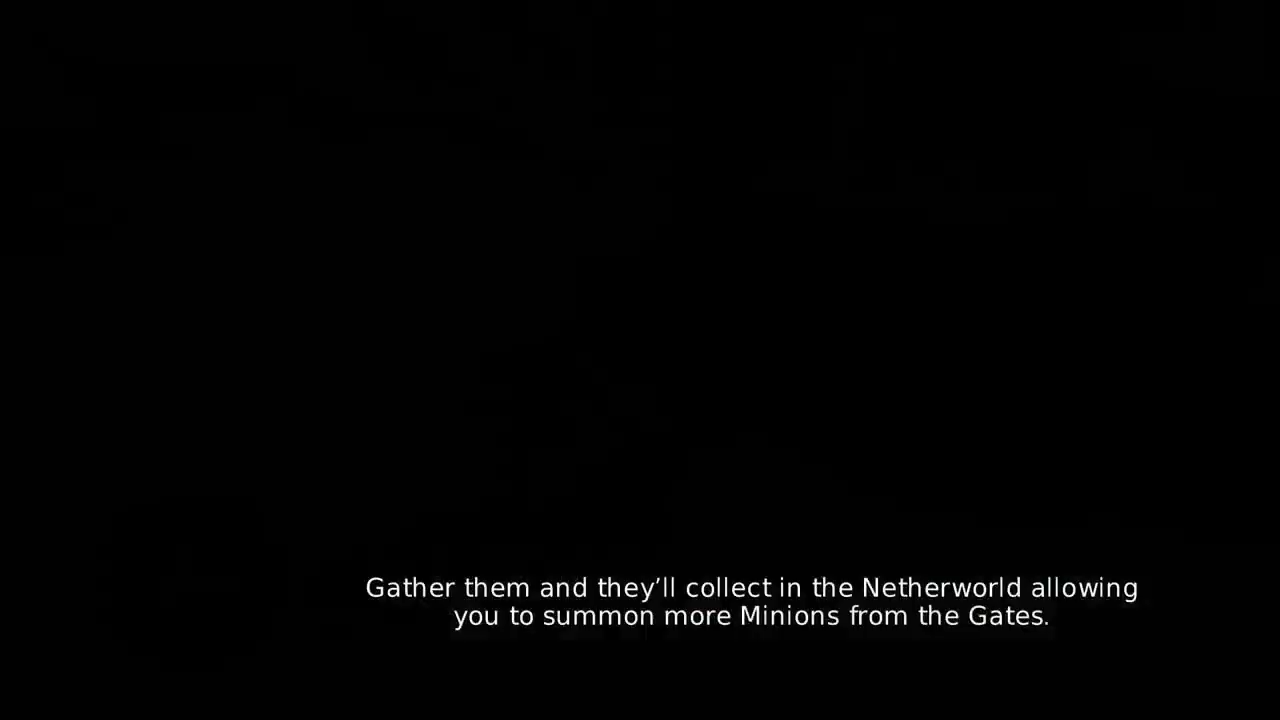 Gather them and they’ll collect in the Netherworld allowing
you to summon more Minions from the Gates.